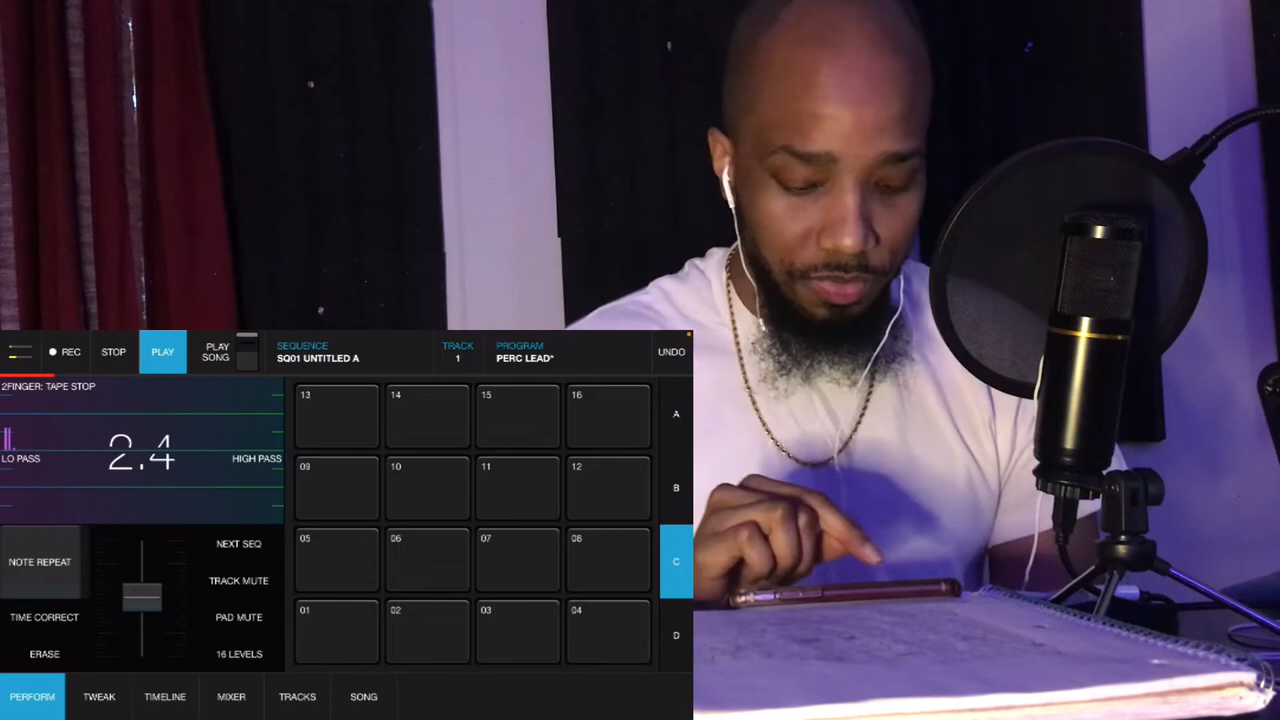 REC
STOP
PLAY
PLAY
SONG
SEQUENCE
SQ01 UNTITLED A
TRACK
1
PROGRAM
PERC LEAD*
UNDO
2FINGER: TAPE STOP
2.4
LO PASS
HIGH PASS
13
14
15
16
A
09
10
11
12
B
05
06
07
08
C
01
02
03
04
D
NOTE REPEAT
NEXT SEQ
TRACK MUTE
TIME CORRECT
PAD MUTE
ERASE
16 LEVELS
PERFORM
TWEAK
TIMELINE
MIXER
TRACKS
SONG